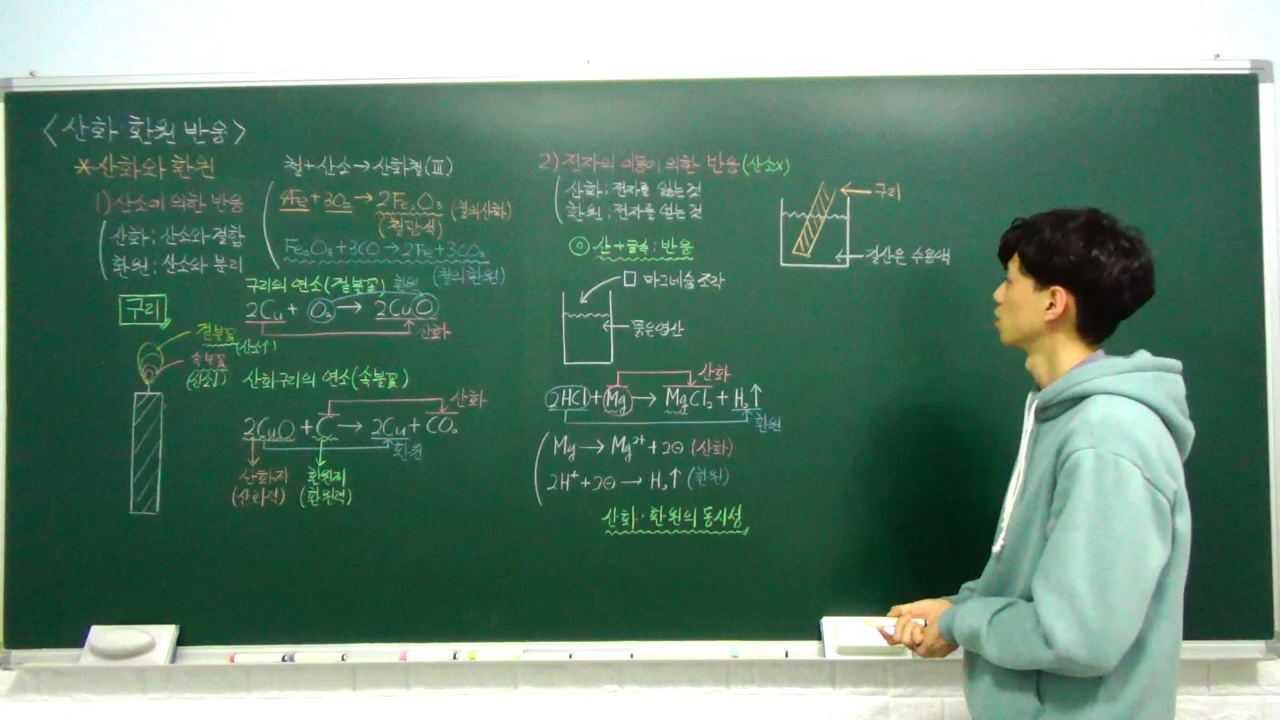 <산화 환원 반응>
*산화와 환원
1) 산소에 의한 반응
산화 : 산소와 결합
환원 : 산소와 분리
구리
겉불꽃
(산소↑)
속불꽃
(산소↓)
철+산소→산화철(Ⅲ)
4Fe+3O₂→2Fe₂O₃ (철의 산화)
Fe₂O₃+3CO→2Fe+3CO₂
(철의 환원)
구리의 연소(겉불꽃) 환원
2Cu + O₂ → 2CuO
산화
산화구리의 연소(속불꽃)
산화
2CuO + C → 2Cu + CO₂
환원
산화제 환원제
(산화력) (환원력)
2) 전자의 이동에 의한 반응(산소x)
산화 : 전자를 잃는 것
환원 : 전자를 얻는 것
◎ 산+금속 : 반응
마그네슘 조각
묽은염산
산화
2HCl+Mg→MgCl₂+H₂↑
환원
Mg→Mg²⁺+2⊖ (산화)
2H⁺+2⊖→H₂↑ (환원)
산화·환원의 동시성
구리
질산은 수용액